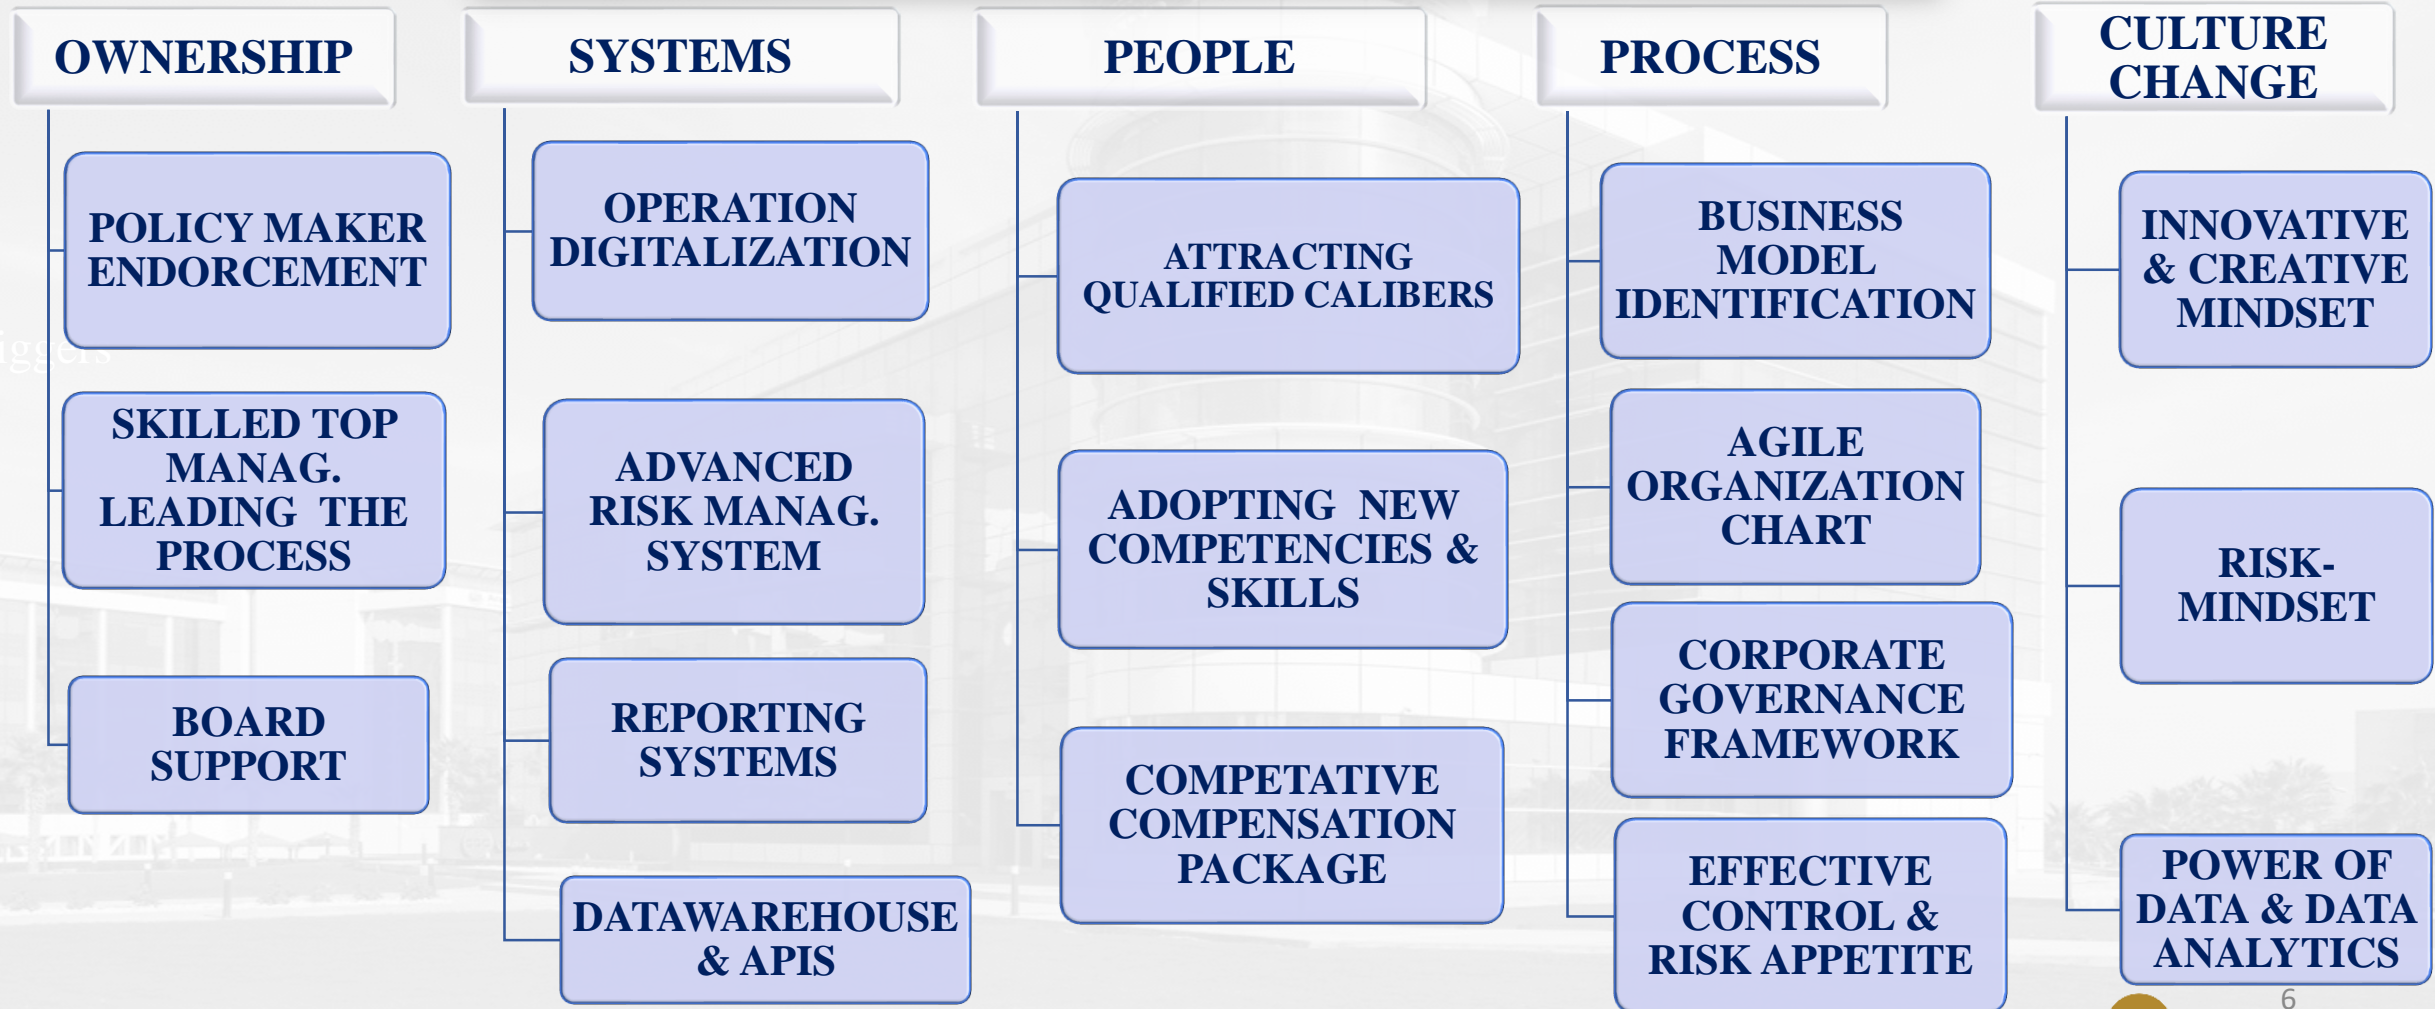 OWNERSHIP
POLICY MAKER
ENDORCEMENT
SKILLED TOP
MANAG.
LEADING THE
PROCESS
BOARD
SUPPORT
SYSTEMS
OPERATION
DIGITALIZATION
ADVANCED
RISK MANAG.
SYSTEM
REPORTING
SYSTEMS
DATAWAREHOUSE
& APIS
PEOPLE
ATTRACTING
QUALIFIED CALIBERS
ADOPTING NEW
COMPETENCIES &
SKILLS
COMPETATIVE
COMPENSATION
PACKAGE
PROCESS
BUSINESS
MODEL
IDENTIFICATION
AGILE
ORGANIZATION
CHART
CORPORATE
GOVERNANCE
FRAMEWORK
EFFECTIVE
CONTROL &
RISK APPETITE
CULTURE
CHANGE
INNOVATIVE
& CREATIVE
MINDSET
RISK-
MINDSET
POWER OF
DATA & DATA
ANALYTICS
6